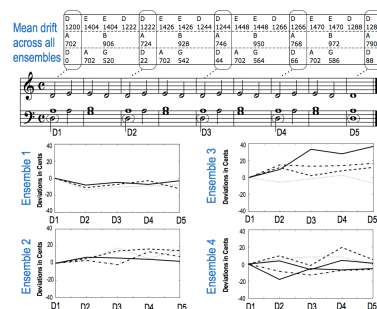 Mean drift
across all
ensembles
D E E D D E E D D E E D D E E D D
1200 1404 1404 1222 1222 1426 1426 1244 1244 1448 1448 1266 1266 1470 1470 1288 1288
A B A B A B A B A
702 906 724 928 746 950 768 972 790
D A G D A G D A G D A G D
0 702 520 22 702 542 44 702 564 66 702 586 88
D1 D2 D3 D4 D5
Ensemble 1
Deviations in Cents
40
20
0
-20
-40
D1 D2 D3 D4 D5
Ensemble 3
Deviations in Cents
40
20
0
-20
-40
D1 D2 D3 D4 D5
Ensemble 2
Deviations in Cents
40
20
0
-20
-40
D1 D2 D3 D4 D5
Ensemble 4
Deviations in Cents
40
20
0
-20
-40
D1 D2 D3 D4 D5